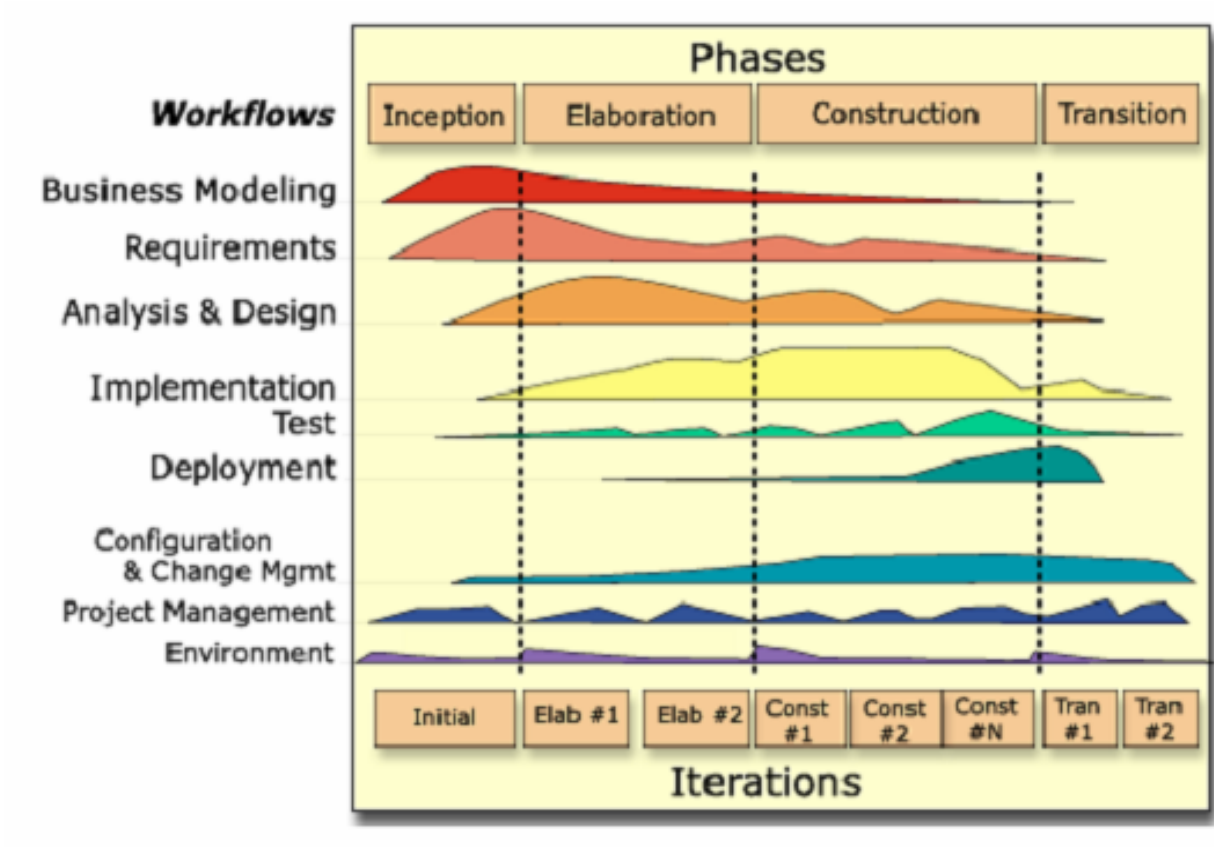 Phases
Workflows
Inception
Elaboration
Construction
Transition
Business Modeling
Requirements
Analysis & Design
Implementation
Test
Deployment
Configuration
& Change Mgmt
Project Management
Environment
Initial
Elab #1
Elab #2
Const
#1
Const
#2
Const
#N
Tran
#1
Tran
#2
Iterations